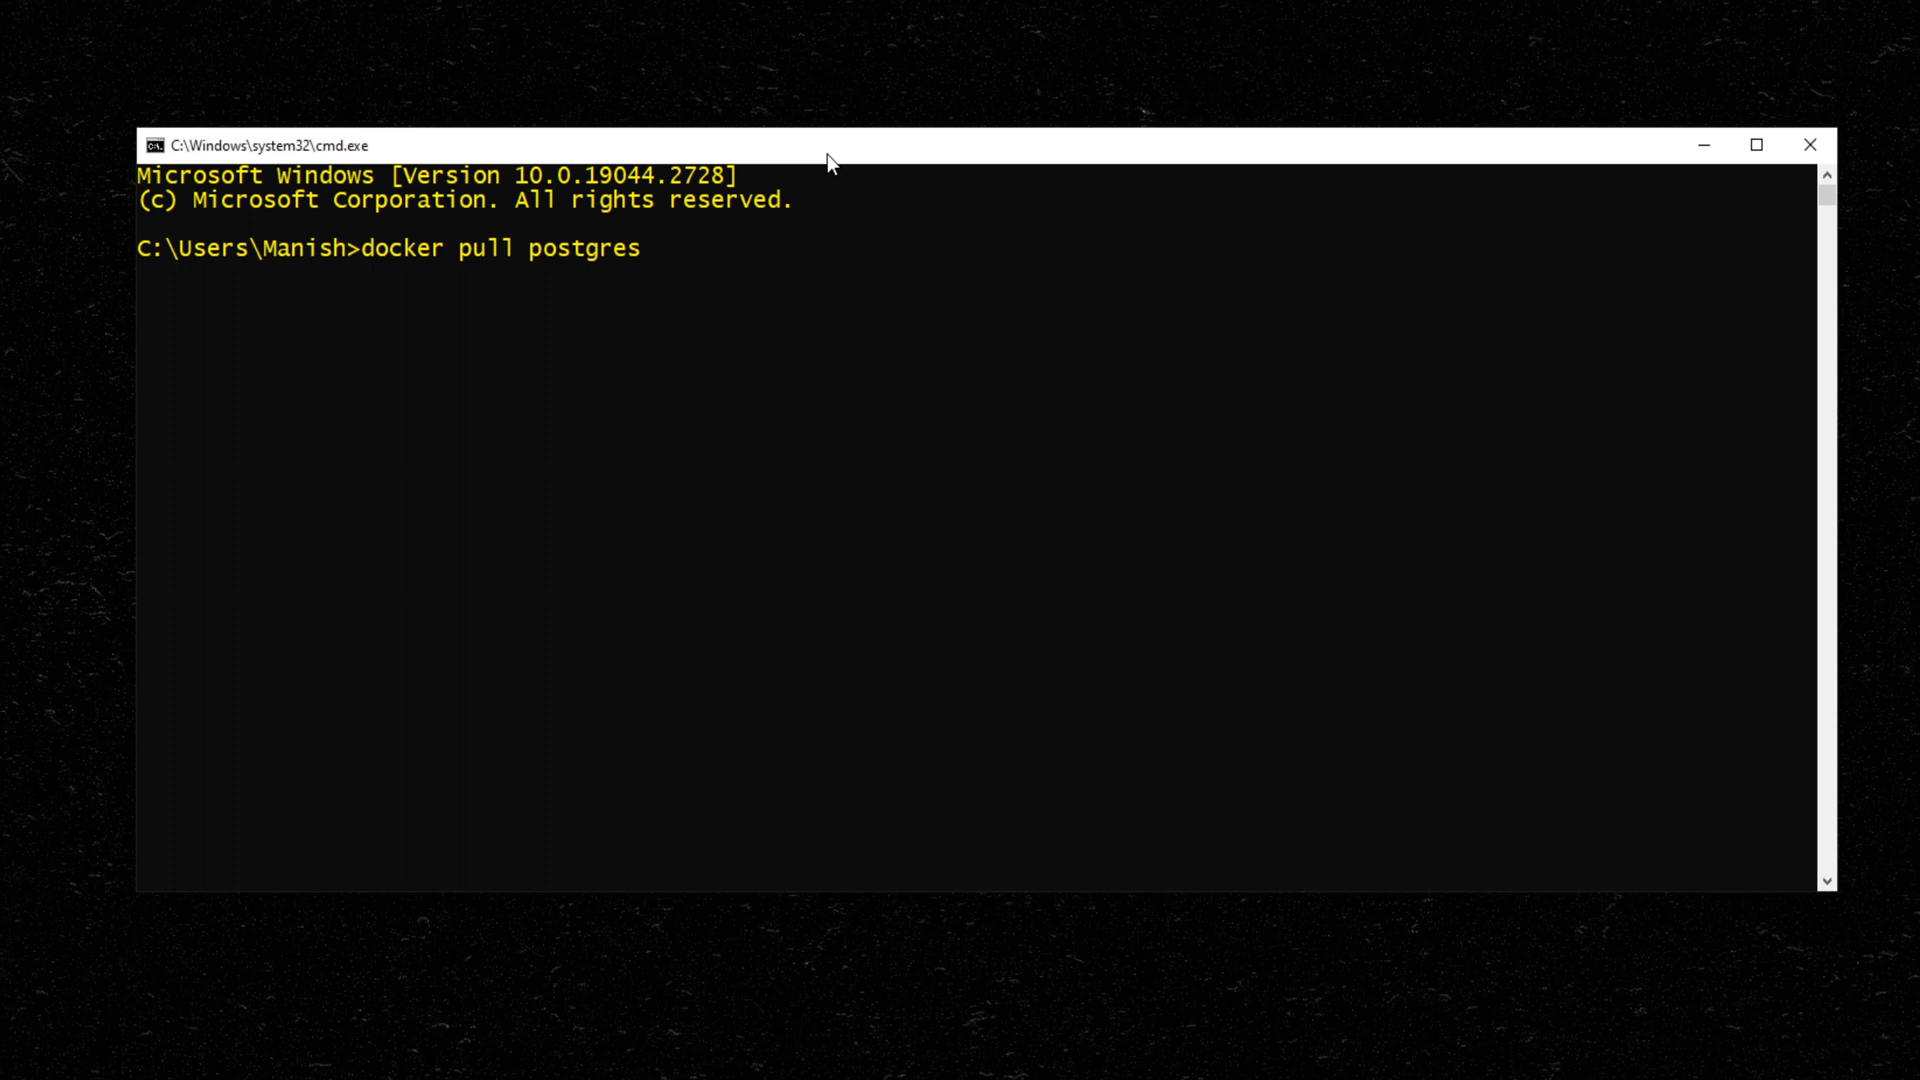 C:\Windows\system32\cmd.exe
Microsoft Windows [Version 10.0.19044.2728]
(c) Microsoft Corporation. All rights reserved.
C:\Users\Manish>docker pull postgres